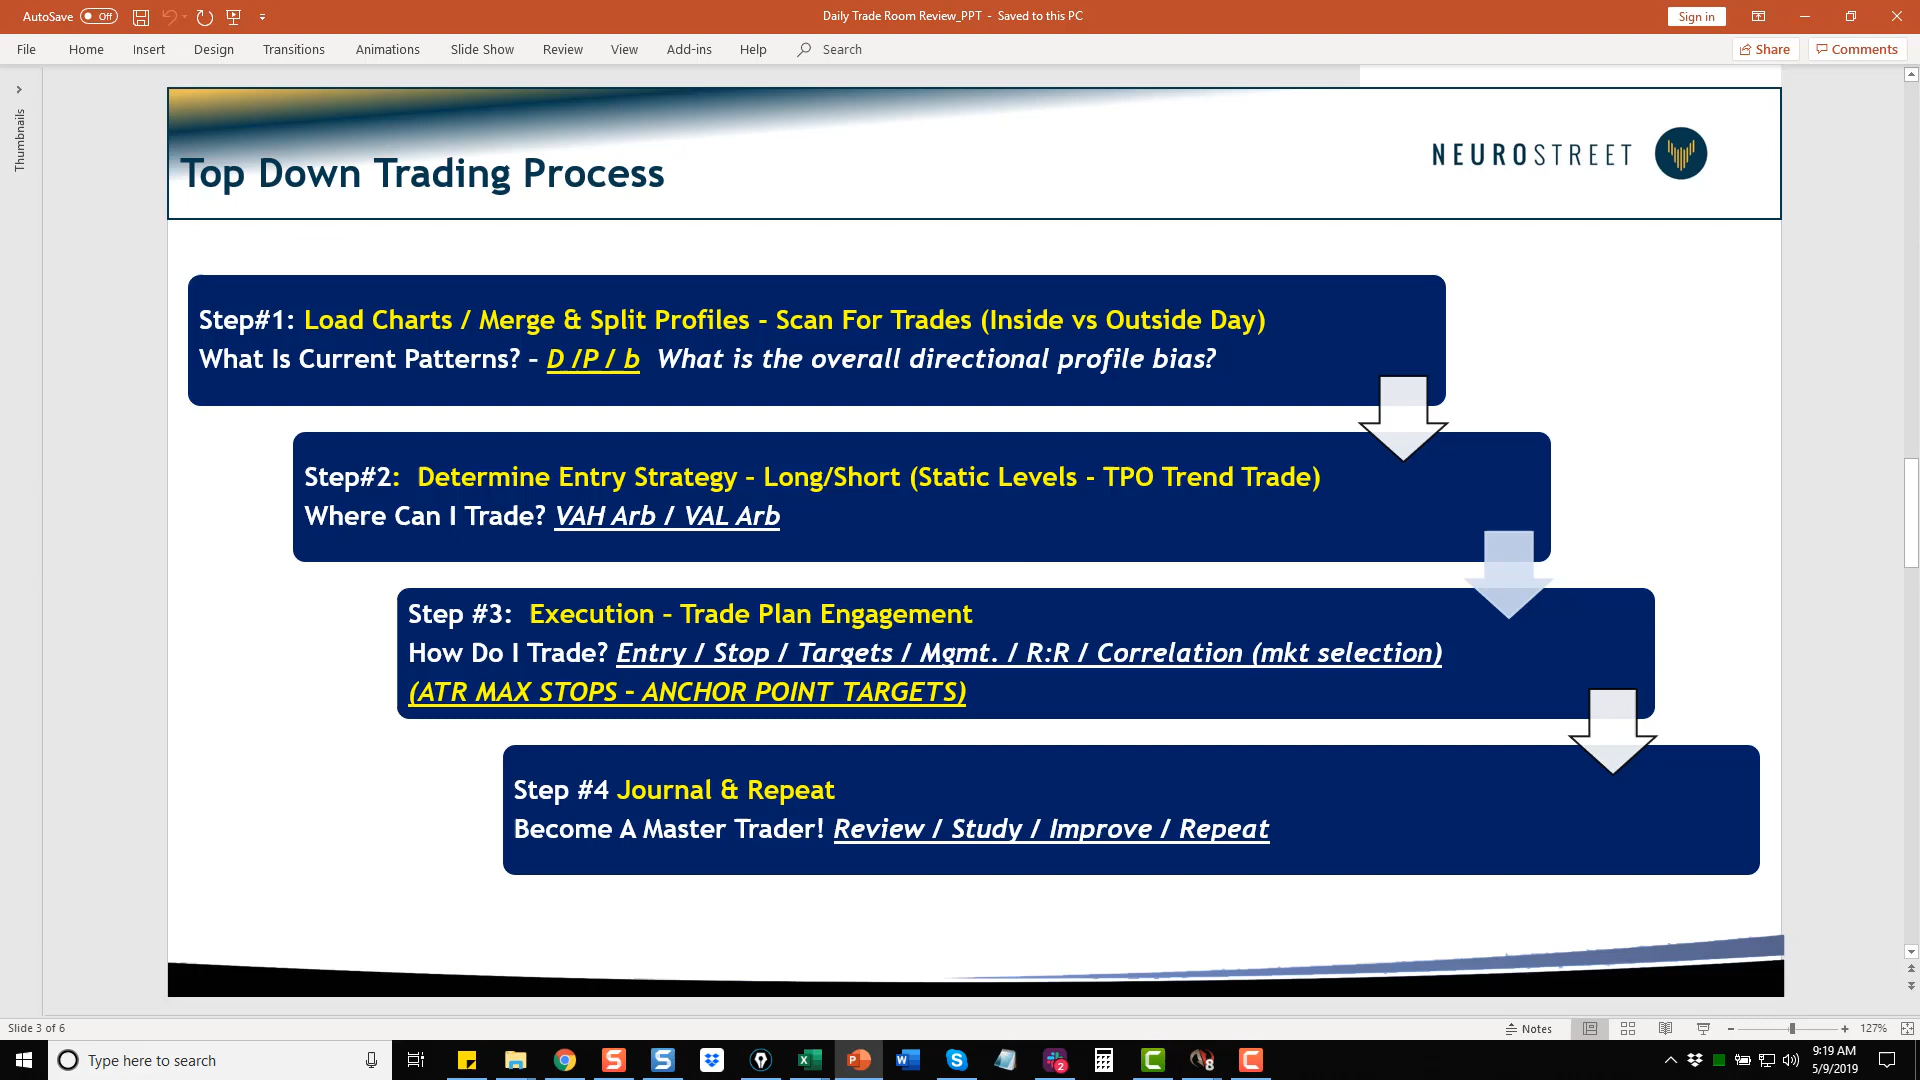 AutoSave Off
Daily Trade Room Review_PPT - Saved to this PC
Sign in
File Home Insert Design Transitions Animations Slide Show Review View Add-ins Help Search
Share Comments
Thumbnails
Top Down Trading Process
NEUROSTREET
Step#1: Load Charts / Merge & Split Profiles - Scan For Trades (Inside vs Outside Day)
What Is Current Patterns? – D /P / b What is the overall directional profile bias?
Step#2: Determine Entry Strategy – Long/Short (Static Levels - TPO Trend Trade)
Where Can I Trade? VAH Arb / VAL Arb
Step #3: Execution – Trade Plan Engagement
How Do I Trade? Entry / Stop / Targets / Mgmt. / R:R / Correlation (mkt selection)
(ATR MAX STOPS – ANCHOR POINT TARGETS)
Step #4 Journal & Repeat
Become A Master Trader! Review / Study / Improve / Repeat
Slide 3 of 6
Notes
127%
Type here to search
9:19 AM
5/9/2019